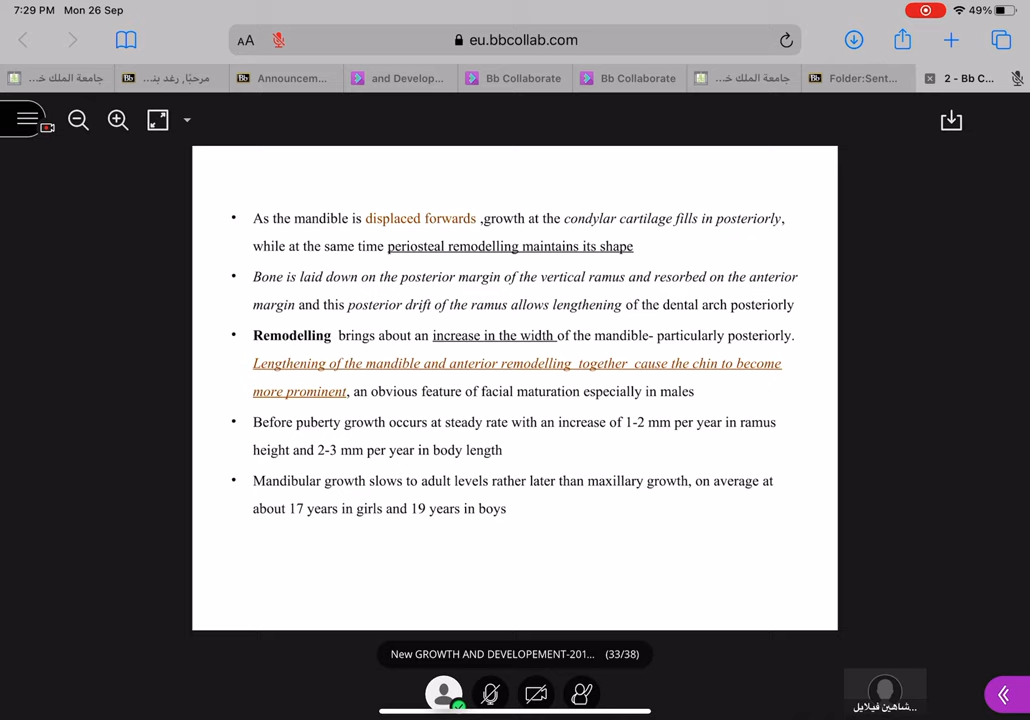 7:29 PM Mon 26 Sep
49%
AA
eu.bbcollab.com
جامعة الملك خ...
Bb مرحبًا, رغد بنـ...
Bb Announcem...
and Develop...
Bb Collaborate
Bb Collaborate
جامعة الملك خ...
Bb Folder:Sent...
2 - Bb C...
• As the mandible is displaced forwards ,growth at the condylar cartilage fills in posteriorly,
while at the same time periosteal remodelling maintains its shape
• Bone is laid down on the posterior margin of the vertical ramus and resorbed on the anterior
margin and this posterior drift of the ramus allows lengthening of the dental arch posteriorly
• Remodelling brings about an increase in the width of the mandible- particularly posteriorly.
Lengthening of the mandible and anterior remodelling together cause the chin to become
more prominent, an obvious feature of facial maturation especially in males
• Before puberty growth occurs at steady rate with an increase of 1-2 mm per year in ramus
height and 2-3 mm per year in body length
• Mandibular growth slows to adult levels rather later than maxillary growth, on average at
about 17 years in girls and 19 years in boys
New GROWTH AND DEVELOPEMENT-201... (33/38)
شاهين فيلايل...